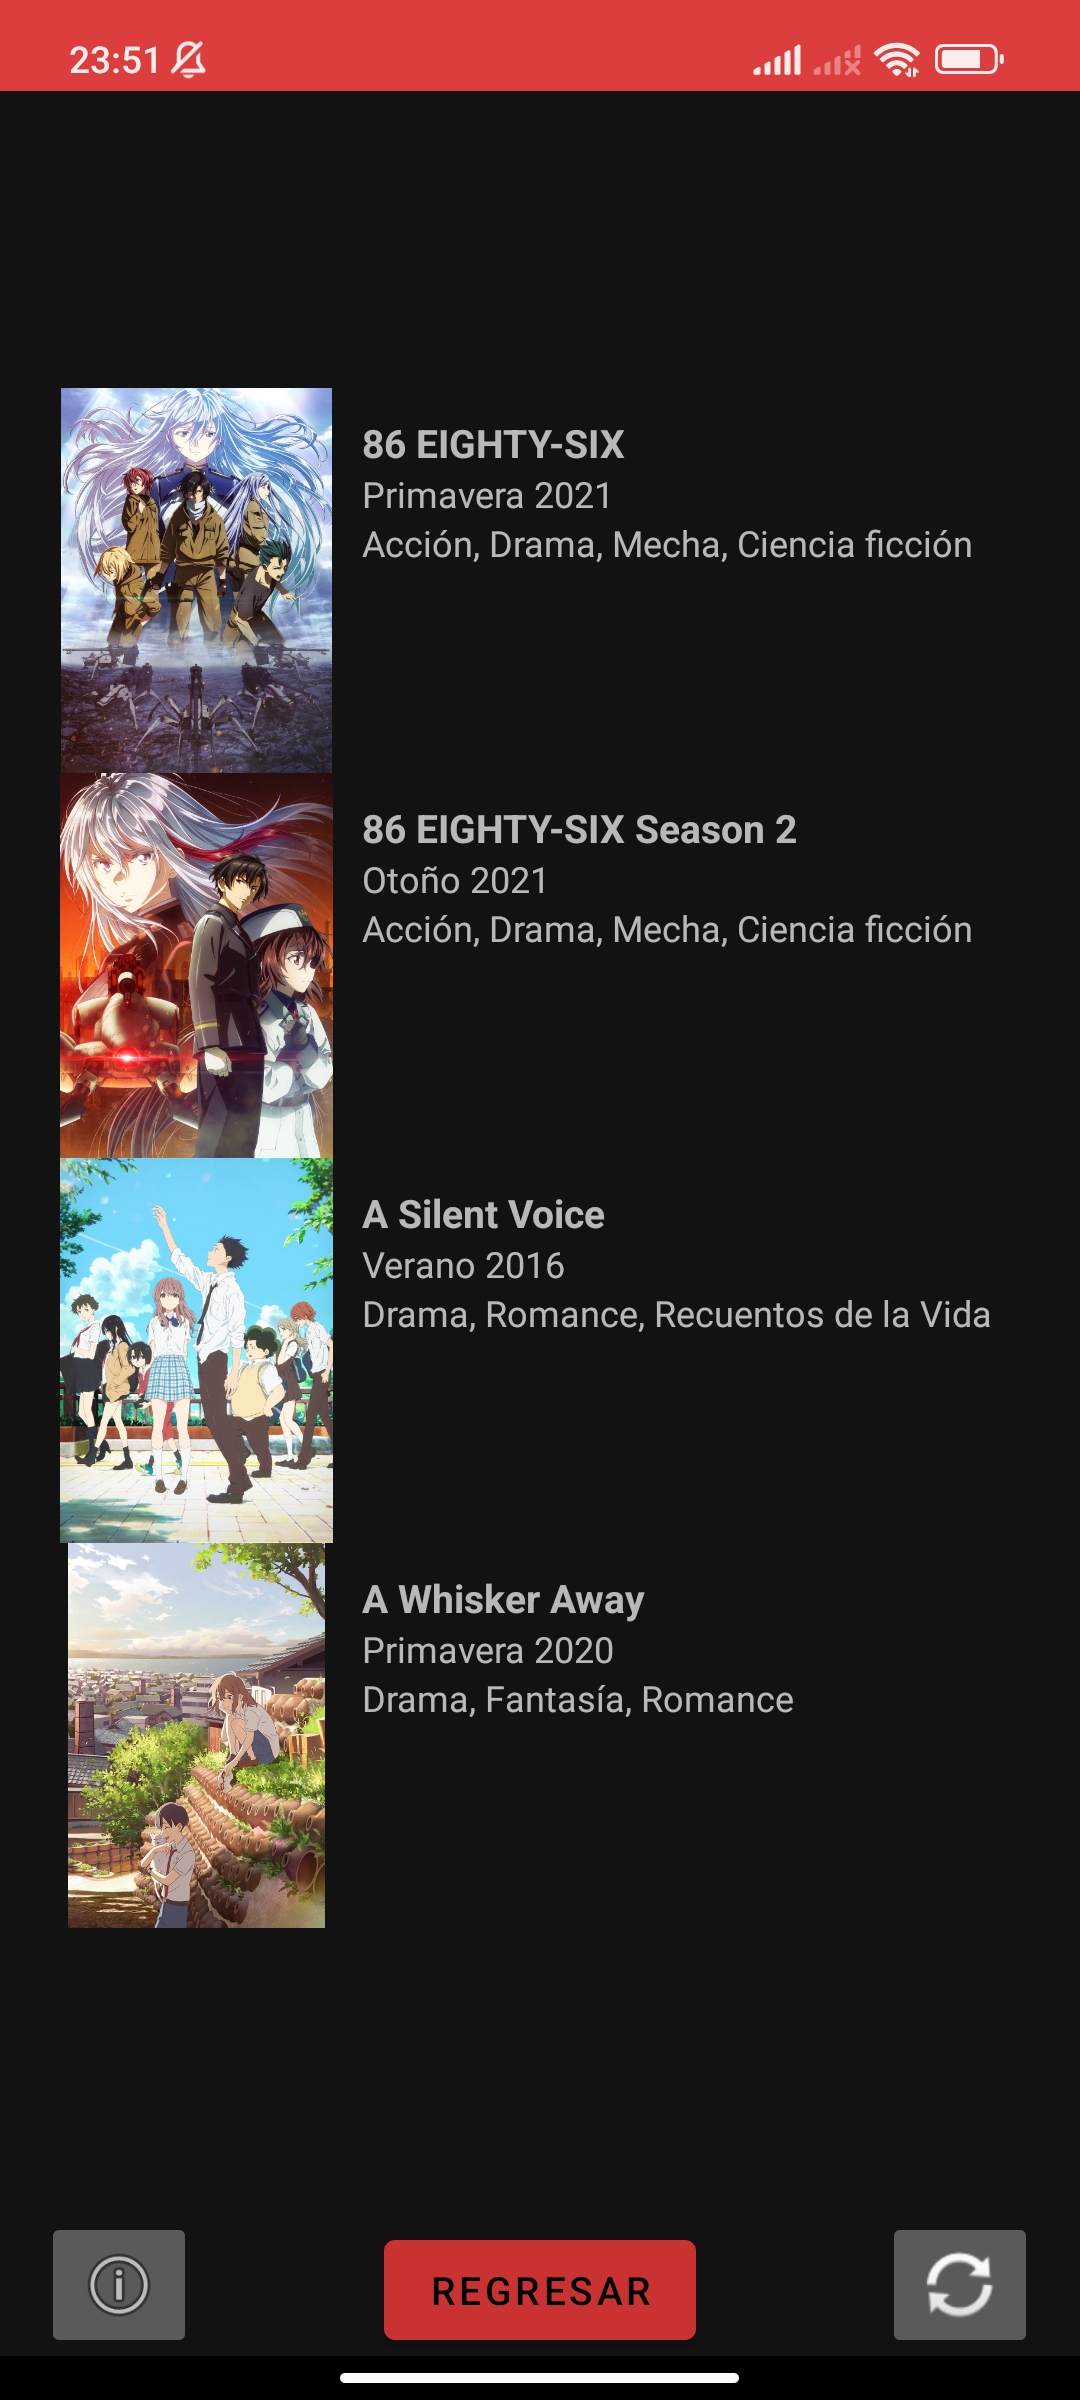 23:51
86 EIGHTY-SIX
Primavera 2021
Acción, Drama, Mecha, Ciencia ficción
86 EIGHTY-SIX Season 2
Otoño 2021
Acción, Drama, Mecha, Ciencia ficción
A Silent Voice
Verano 2016
Drama, Romance, Recuentos de la Vida
A Whisker Away
Primavera 2020
Drama, Fantasía, Romance
REGRESAR